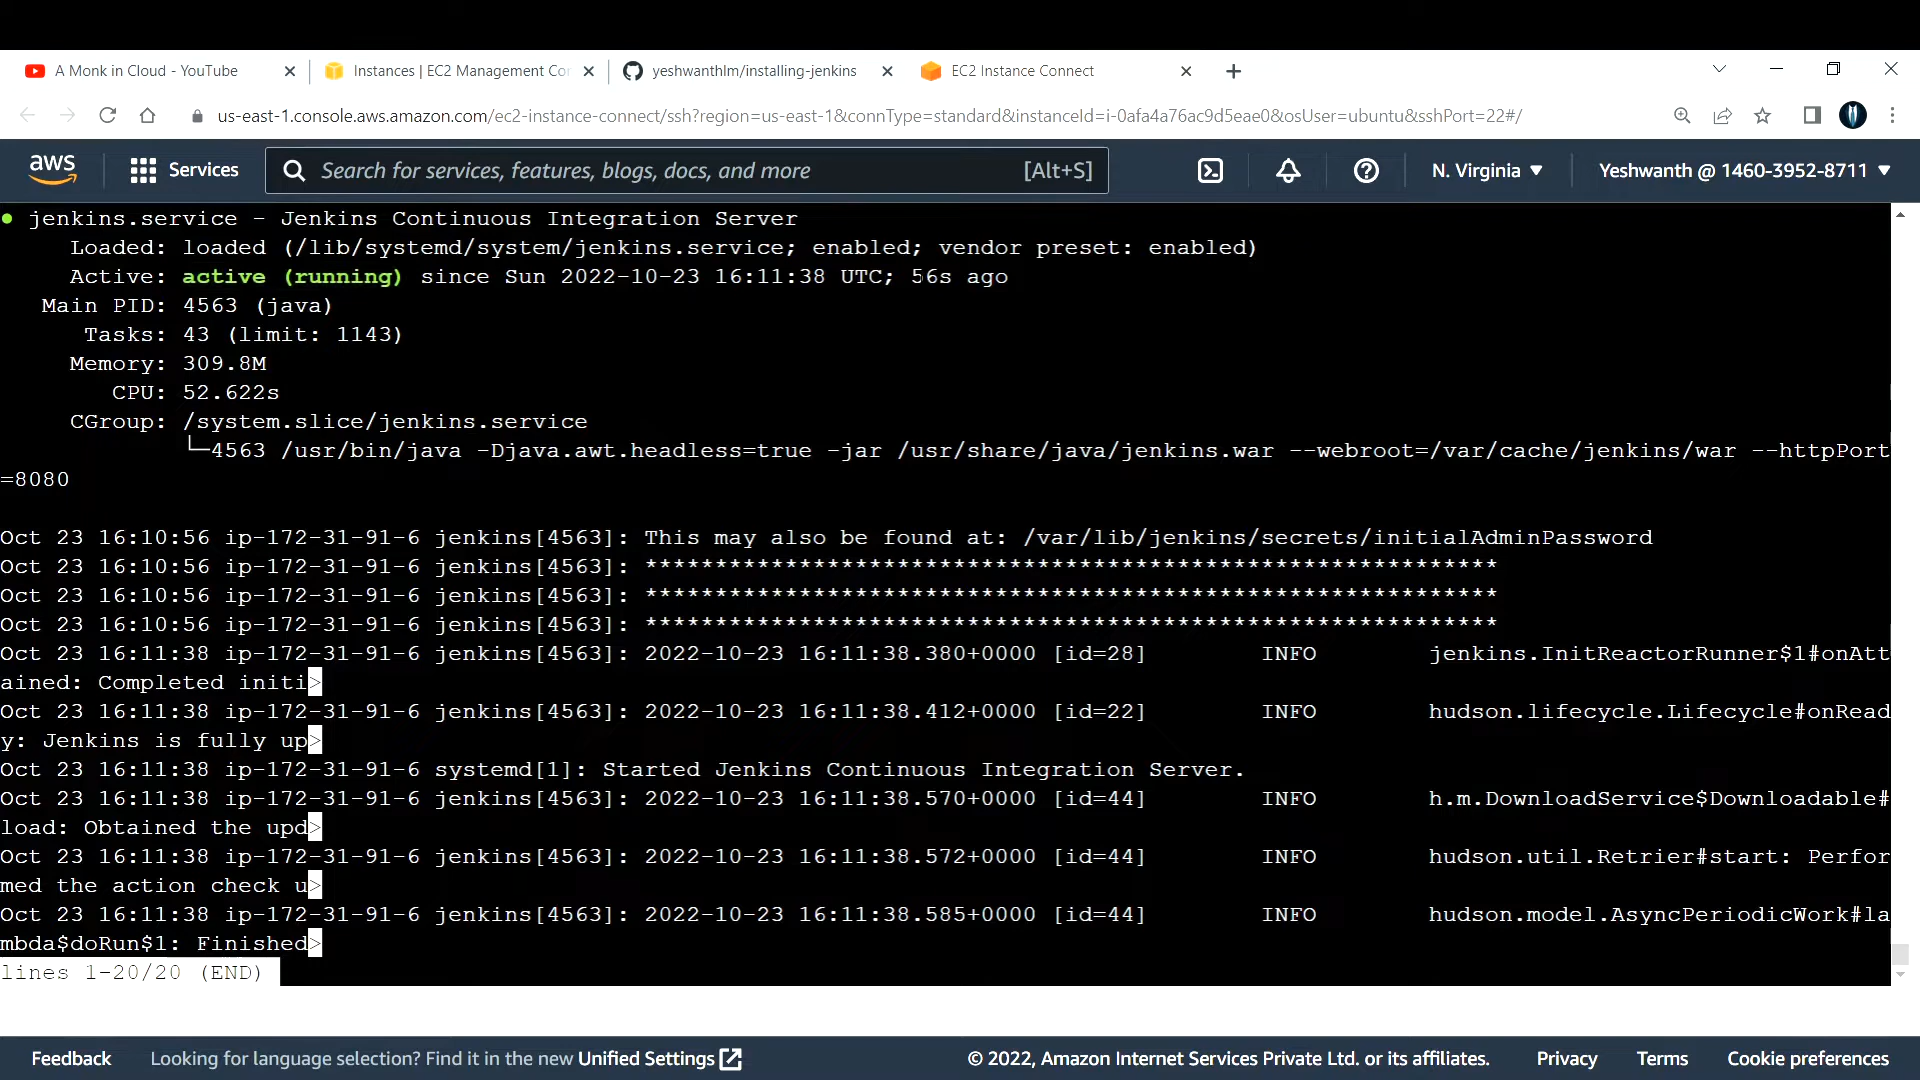 A Monk in Cloud - YouTube
Instances | EC2 Management Co
yeshwanthlm/installing-jenkins
EC2 Instance Connect
us-east-1.console.aws.amazon.com/ec2-instance-connect/ssh?region=us-east-1&connType=standard&instanceId=i-0afa4a76ac9d5eae0&osUser=ubuntu&sshPort=22#/
aws
Services
Search for services, features, blogs, docs, and more
[Alt+S]
N. Virginia
Yeshwanth @ 1460-3952-8711
jenkins.service - Jenkins Continuous Integration Server
Loaded: loaded (/lib/systemd/system/jenkins.service; enabled; vendor preset: enabled)
Active: active (running) since Sun 2022-10-23 16:11:38 UTC; 56s ago
Main PID: 4563 (java)
Tasks: 43 (limit: 1143)
Memory: 309.8M
CPU: 52.622s
CGroup: /system.slice/jenkins.service
└─4563 /usr/bin/java -Djava.awt.headless=true -jar /usr/share/java/jenkins.war --webroot=/var/cache/jenkins/war --httpPort
=8080
Oct 23 16:10:56 ip-172-31-91-6 jenkins[4563]: This may also be found at: /var/lib/jenkins/secrets/initialAdminPassword
Oct 23 16:10:56 ip-172-31-91-6 jenkins[4563]: *************************************************************
Oct 23 16:10:56 ip-172-31-91-6 jenkins[4563]: *************************************************************
Oct 23 16:10:56 ip-172-31-91-6 jenkins[4563]: *************************************************************
Oct 23 16:11:38 ip-172-31-91-6 jenkins[4563]: 2022-10-23 16:11:38.380+0000 [id=28] INFO jenkins.InitReactorRunner$1#onAtt
ained: Completed initi>
Oct 23 16:11:38 ip-172-31-91-6 jenkins[4563]: 2022-10-23 16:11:38.412+0000 [id=22] INFO hudson.lifecycle.Lifecycle#onRead
y: Jenkins is fully up>
Oct 23 16:11:38 ip-172-31-91-6 systemd[1]: Started Jenkins Continuous Integration Server.
Oct 23 16:11:38 ip-172-31-91-6 jenkins[4563]: 2022-10-23 16:11:38.570+0000 [id=44] INFO h.m.DownloadService$Downloadable#
load: Obtained the upd>
Oct 23 16:11:38 ip-172-31-91-6 jenkins[4563]: 2022-10-23 16:11:38.572+0000 [id=44] INFO hudson.util.Retrier#start: Perfor
med the action check u>
Oct 23 16:11:38 ip-172-31-91-6 jenkins[4563]: 2022-10-23 16:11:38.585+0000 [id=44] INFO hudson.model.AsyncPeriodicWork#la
mbda$doRun$1: Finished>
lines 1-20/20 (END)
Feedback
Looking for language selection? Find it in the new Unified Settings
© 2022, Amazon Internet Services Private Ltd. or its affiliates.
Privacy
Terms
Cookie preferences